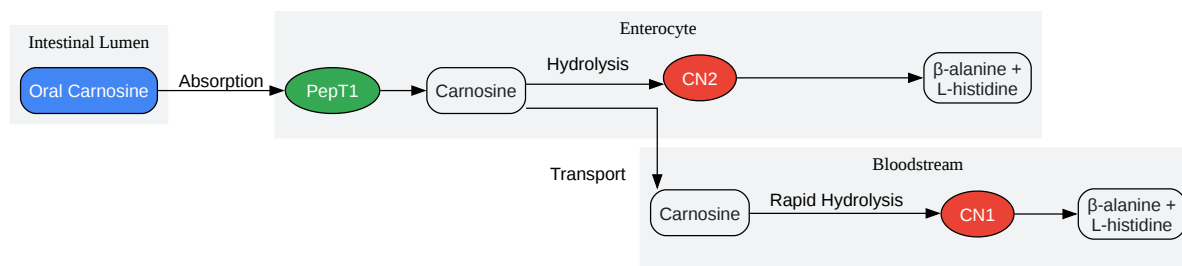 Intestinal Lumen
Oral Carnosine
Absorption
Enterocyte
PepT1
Carnosine
Hydrolysis
CN2
β-alanine +
L-histidine
Transport
Bloodstream
Carnosine
Rapid Hydrolysis
CN1
β-alanine +
L-histidine